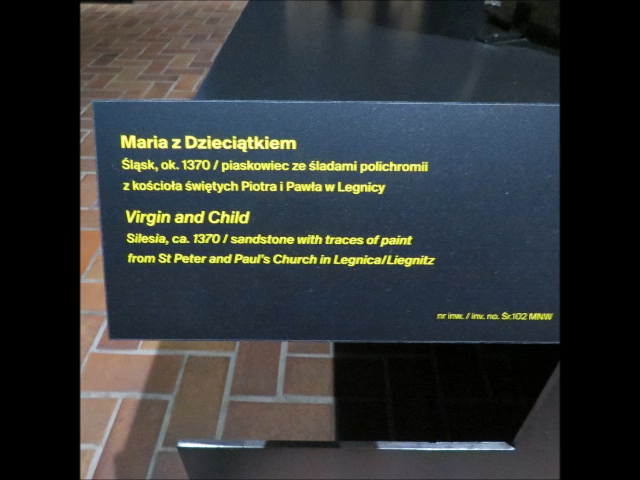 Maria z Dzieciątkiem
Śląsk, ok. 1370 / piaskowiec ze śladami polichromii
z kościoła świętych Piotra i Pawła w Legnicy
Virgin and Child
Silesia, ca. 1370 / sandstone with traces of paint
from St Peter and Paul's Church in Legnica/Liegnitz
nr inw. / inv. no. Śr.102 MNW